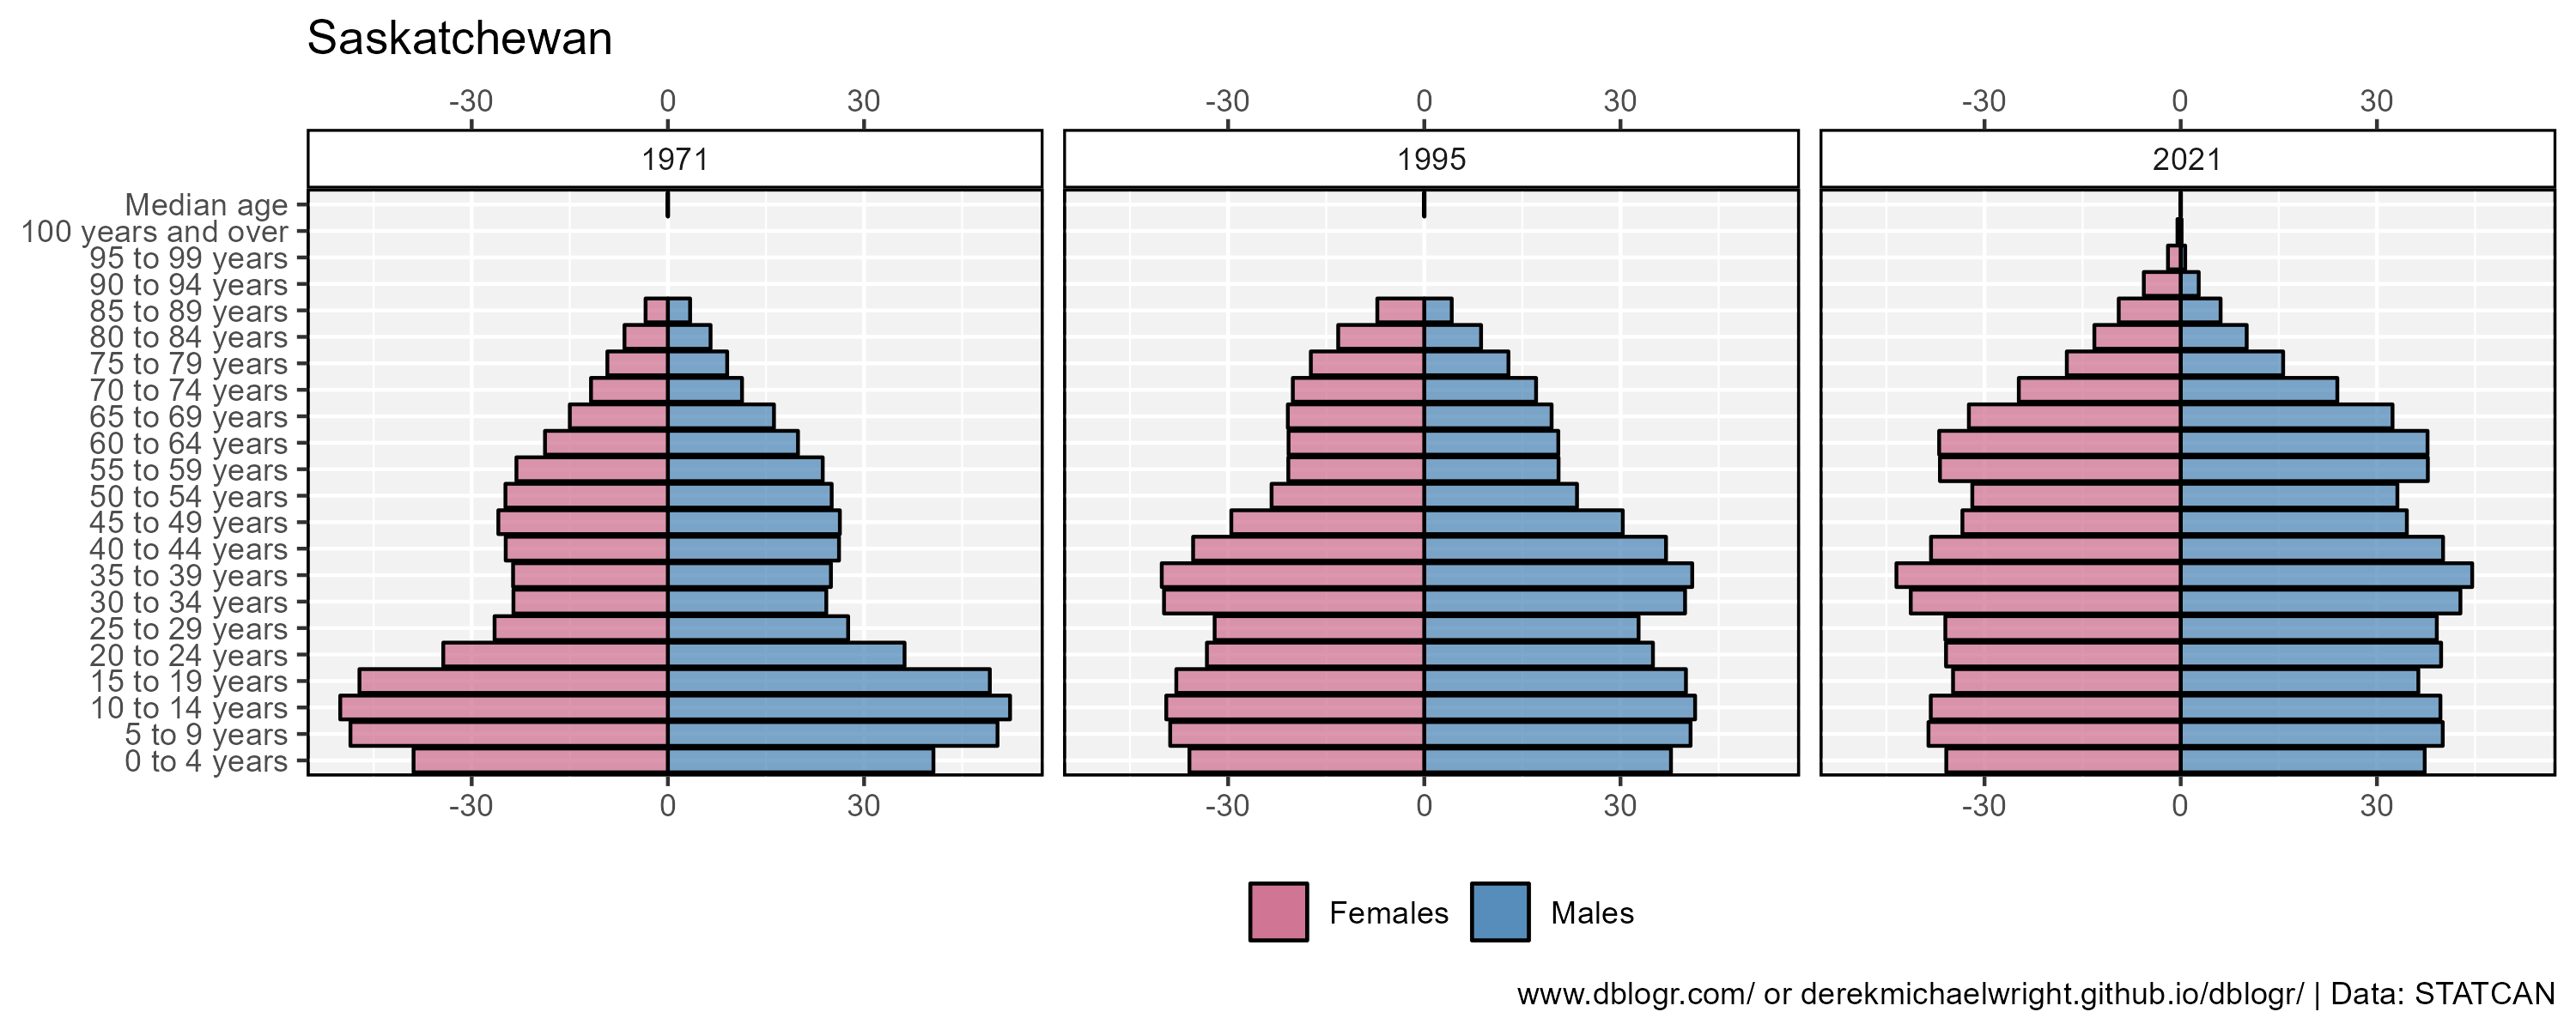 Saskatchewan
-30 0 30 -30 0 30 -30 0 30
1971 1995 2021
Median age
100 years and over
95 to 99 years
90 to 94 years
85 to 89 years
80 to 84 years
75 to 79 years
70 to 74 years
65 to 69 years
60 to 64 years
55 to 59 years
50 to 54 years
45 to 49 years
40 to 44 years
35 to 39 years
30 to 34 years
25 to 29 years
20 to 24 years
15 to 19 years
10 to 14 years
5 to 9 years
0 to 4 years
-30 0 30 -30 0 30 -30 0 30
Females Males
www.dblogr.com/ or derekmichaelwright.github.io/dblogr/ | Data: STATCAN